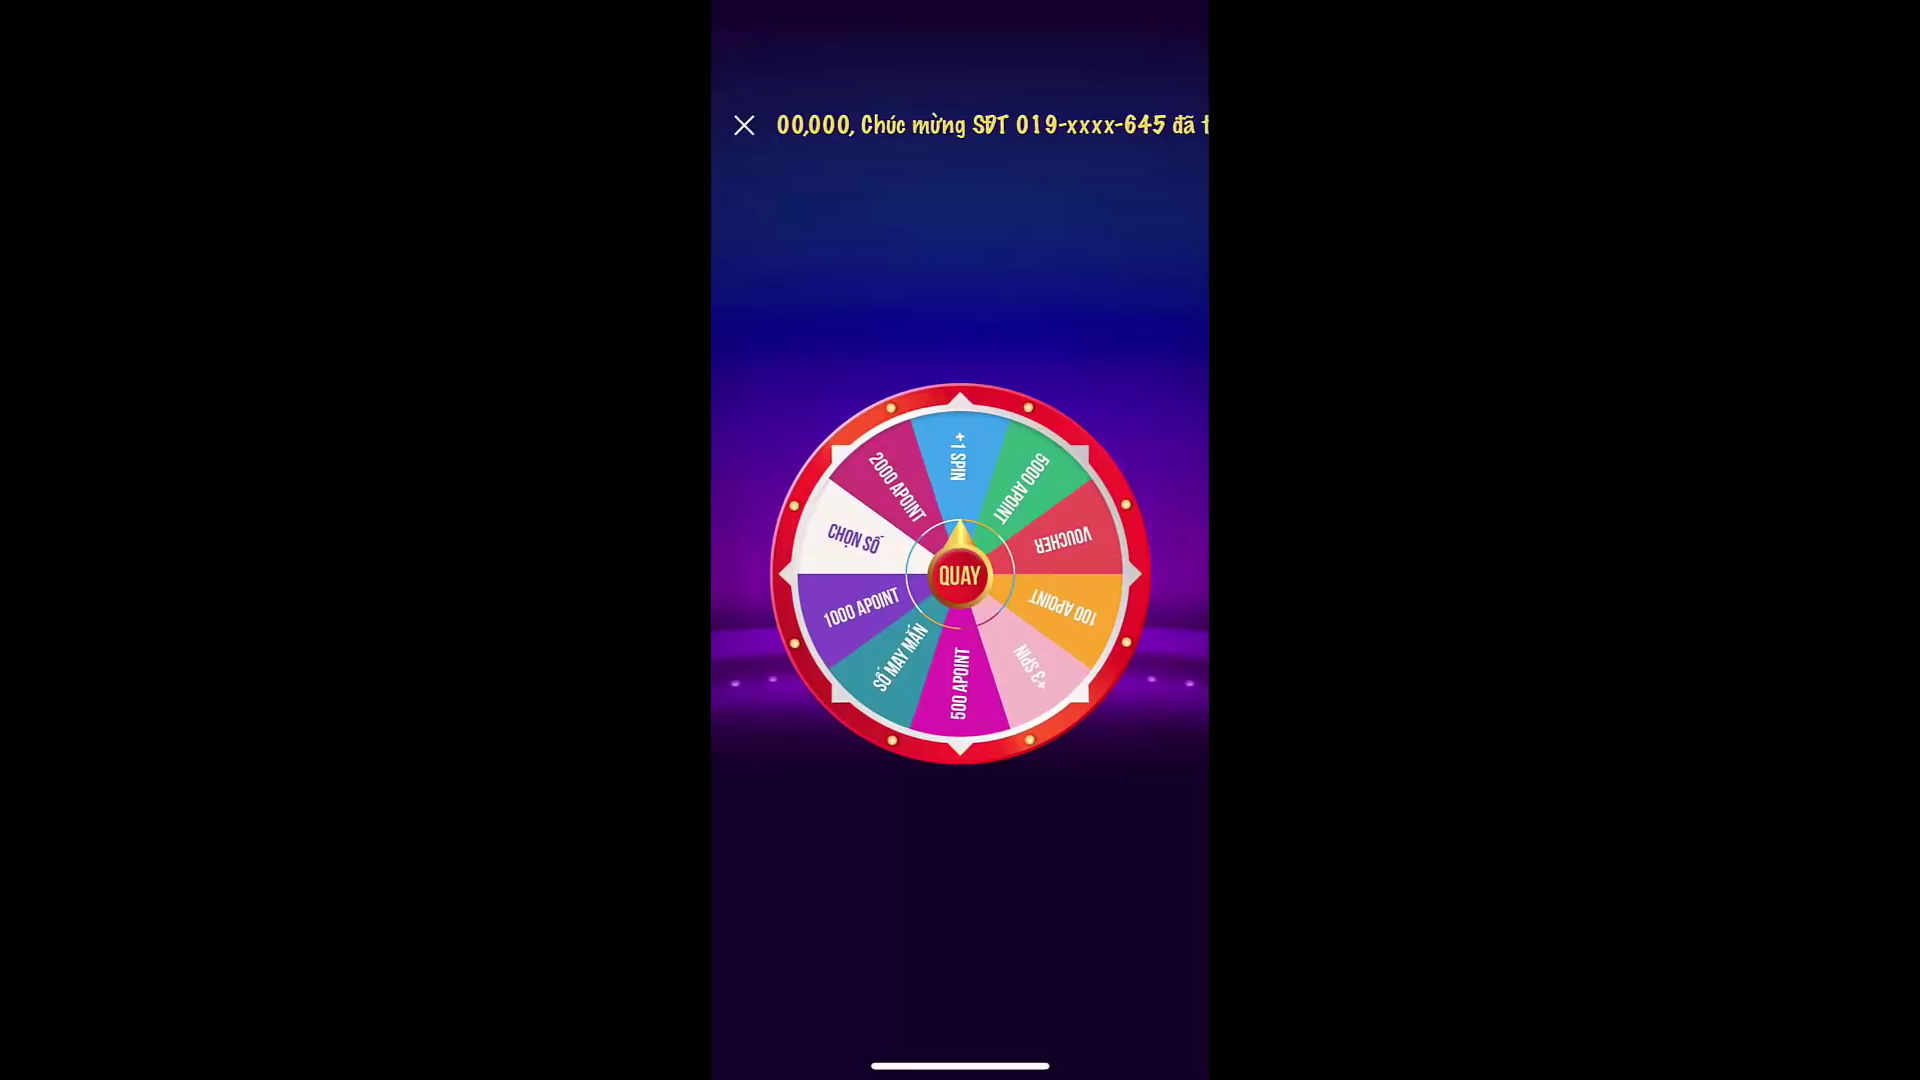 00,000, Chúc mừng SĐT 019-xxxx-645 đã
+1 SPIN
5000 APOINT
VOUCHER
100 APOINT
+3 SPIN
500 APOINT
SỐ MAY MẮN
1000 APOINT
CHỌN SỐ
2000 APOINT
QUAY